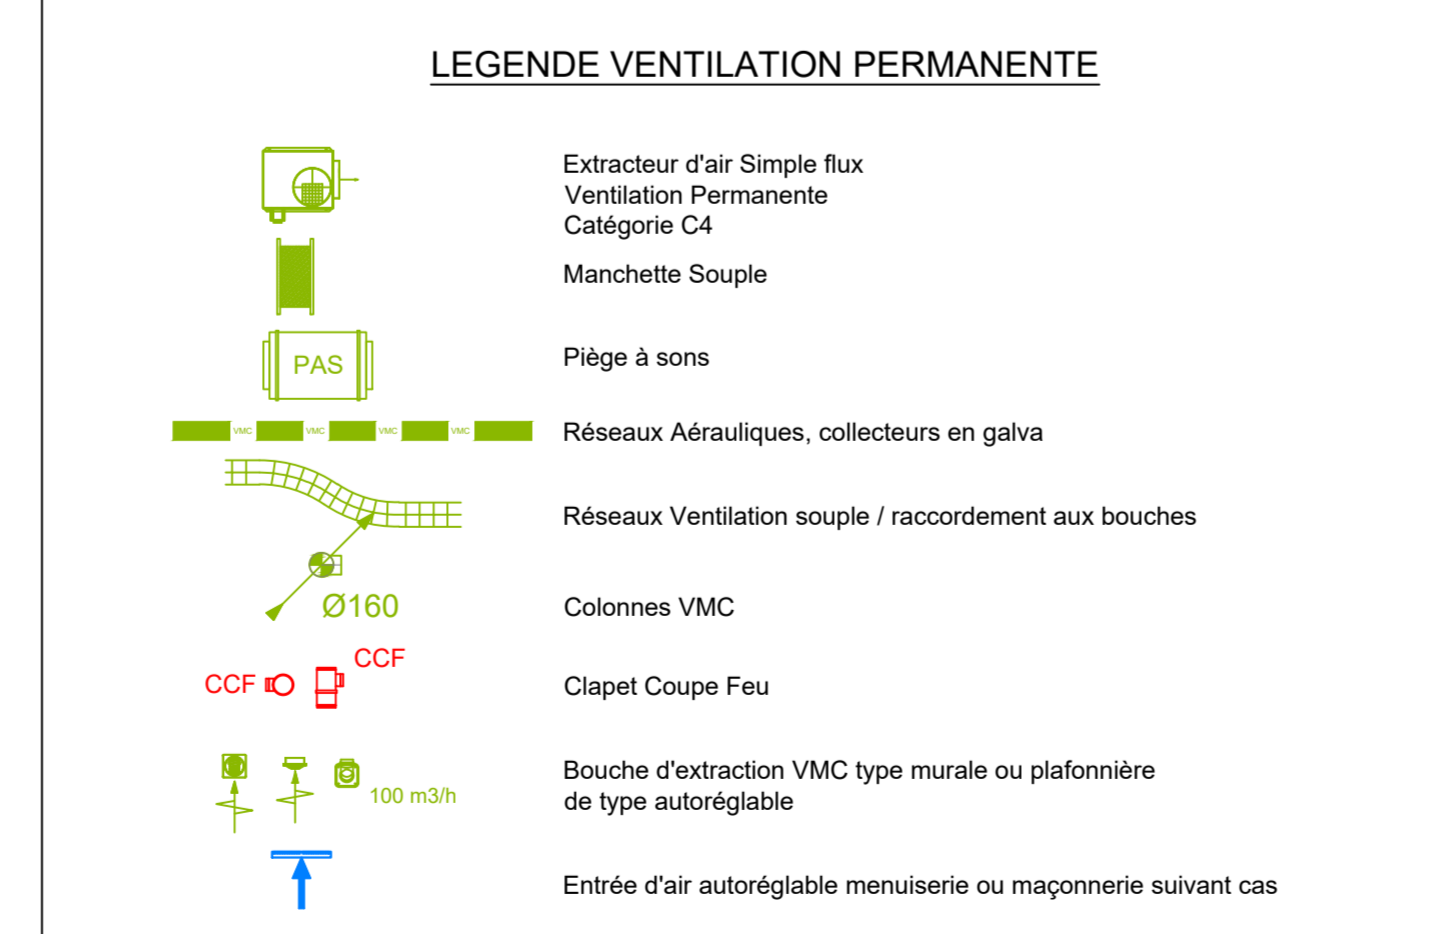 LEGENDE VENTILATION PERMANENTE
Extracteur d'air Simple flux
Ventilation Permanente
Catégorie C4
Manchette Souple
PAS
Piège à sons
VMC VMC VMC VMC
Réseaux Aérauliques, collecteurs en galva
Réseaux Ventilation souple / raccordement aux bouches
Ø160
Colonnes VMC
CCF
CCF
Clapet Coupe Feu
Bouche d'extraction VMC type murale ou plafonnière
100 m3/h
de type autoréglable
Entrée d'air autoréglable menuiserie ou maçonnerie suivant cas